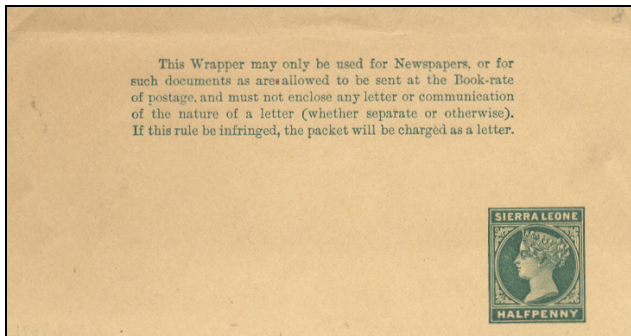 This Wrapper may only be used for Newspapers, or for
such documents as are allowed to be sent at the Book-rate
of postage, and must not enclose any letter or communication
of the nature of a letter (whether separate or otherwise).
If this rule be infringed, the packet will be charged as a letter.
SIERRA LEONE
HALFPENNY